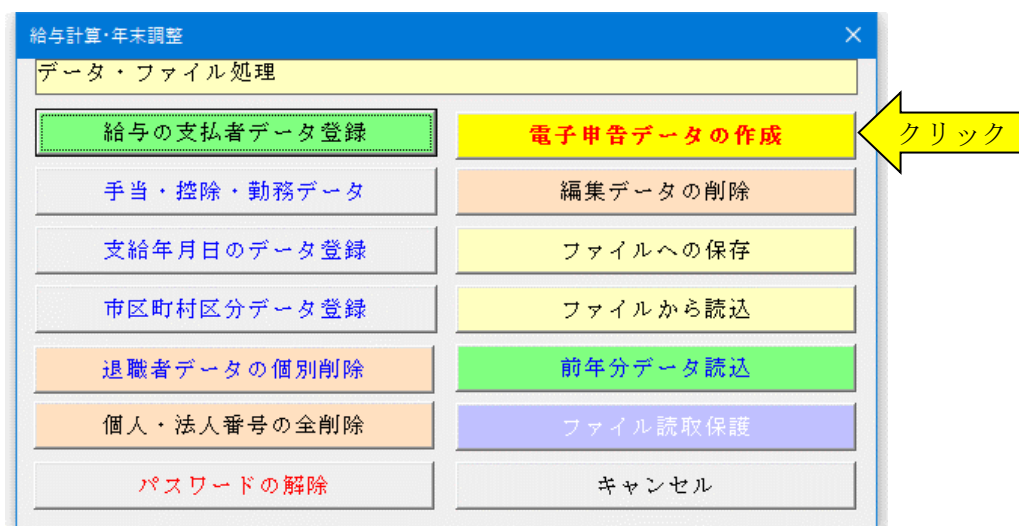 給与計算・年末調整
データ・ファイル処理
給与の支払者データ登録
電子申告データの作成
クリック
手当・控除・勤務データ
編集データの削除
支給年月日のデータ登録
ファイルへの保存
市区町村区分データ登録
ファイルから読込
退職者データの個別削除
前年分データ読込
個人・法人番号の全削除
ファイル読取保護
パスワードの解除
キャンセル